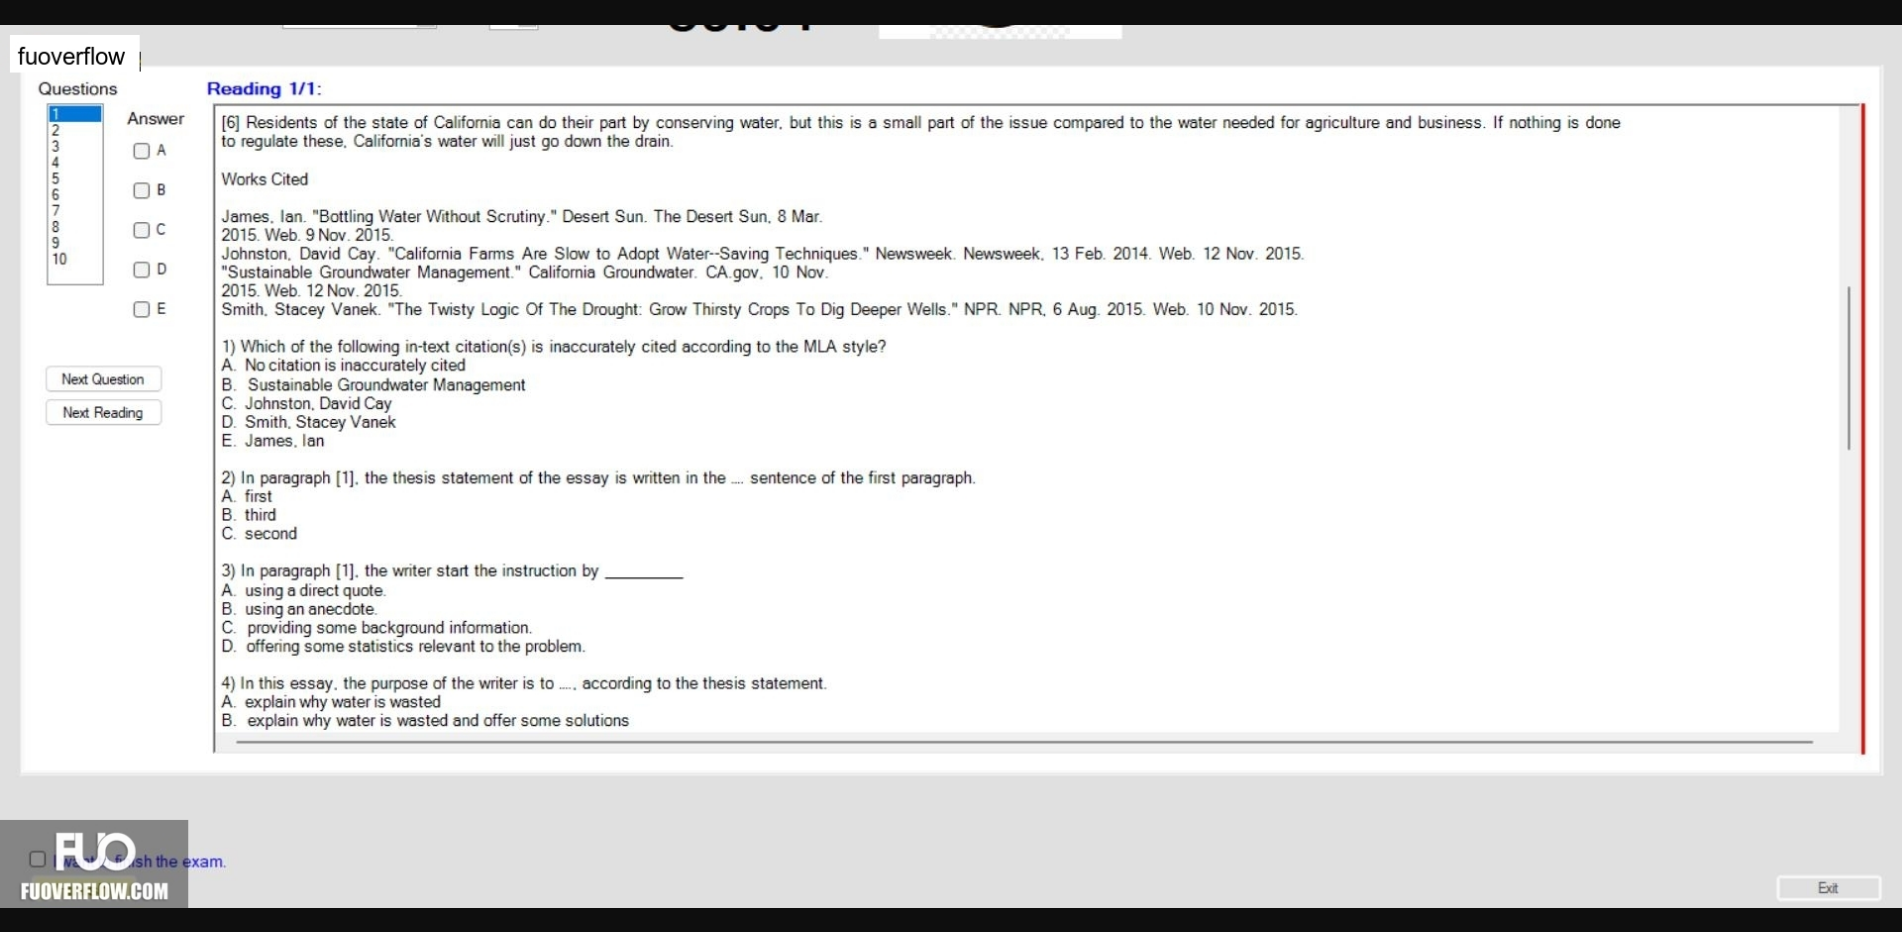 fuoverflow
Questions
Reading 1/1:
1
2
3
4
5
6
7
8
9
10
Answer
A
B
C
D
E
Next Question
Next Reading
[6] Residents of the state of California can do their part by conserving water, but this is a small part of the issue compared to the water needed for agriculture and business. If nothing is done
to regulate these, California's water will just go down the drain.
Works Cited
James, Ian. "Bottling Water Without Scrutiny." Desert Sun. The Desert Sun, 8 Mar.
2015. Web. 9 Nov. 2015.
Johnston, David Cay. "California Farms Are Slow to Adopt Water--Saving Techniques." Newsweek. Newsweek, 13 Feb. 2014. Web. 12 Nov. 2015.
"Sustainable Groundwater Management." California Groundwater. CA.gov, 10 Nov.
2015. Web. 12 Nov. 2015.
Smith, Stacey Vanek. "The Twisty Logic Of The Drought: Grow Thirsty Crops To Dig Deeper Wells." NPR. NPR, 6 Aug. 2015. Web. 10 Nov. 2015.
1) Which of the following in-text citation(s) is inaccurately cited according to the MLA style?
A. No citation is inaccurately cited
B. Sustainable Groundwater Management
C. Johnston, David Cay
D. Smith, Stacey Vanek
E. James, Ian
2) In paragraph [1], the thesis statement of the essay is written in the .... sentence of the first paragraph.
A. first
B. third
C. second
3) In paragraph [1], the writer start the instruction by __________
A. using a direct quote.
B. using an anecdote.
C. providing some background information.
D. offering some statistics relevant to the problem.
4) In this essay, the purpose of the writer is to ...., according to the thesis statement.
A. explain why water is wasted
B. explain why water is wasted and offer some solutions
the exam.
FUO
FUOVERFLOW.COM
Exit